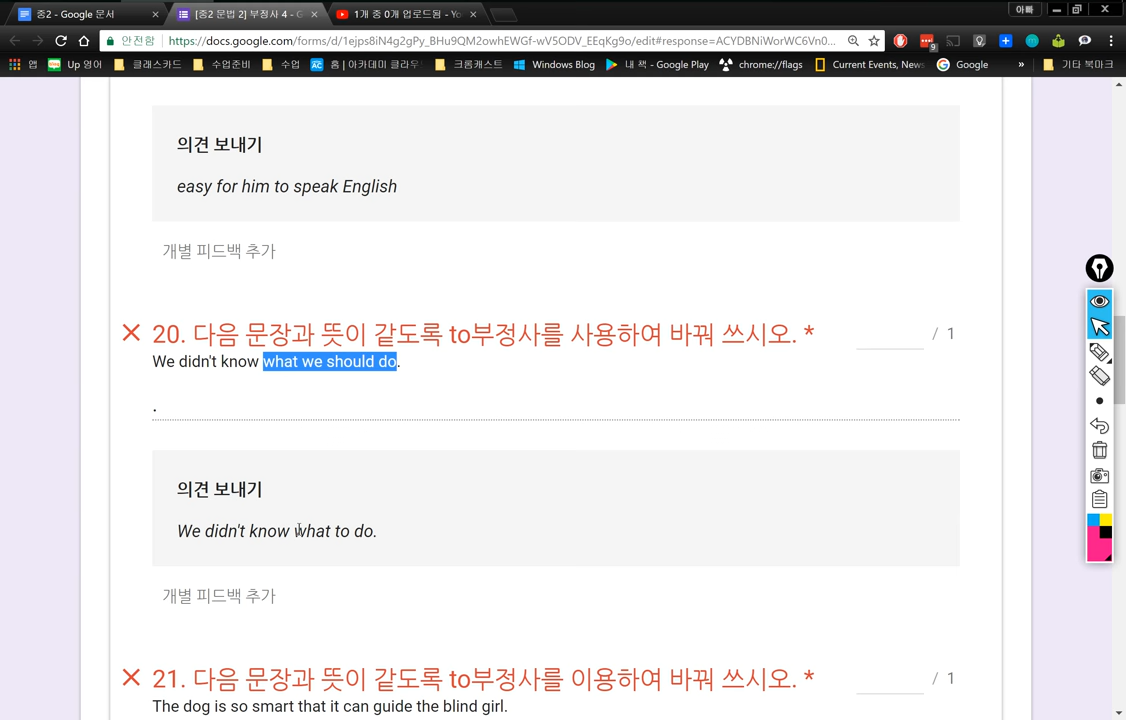 중2 - Google 문서
[중2 문법 2] 부정사 4 - G
1개 중 0개 업로드됨 - Yo
아빠
안전함
https://docs.google.com/forms/d/1ejps8iN4g2gPy_BHu9QM2owhEWGf-wV5ODV_EEqKg9o/edit#response=ACYDBNiWorWC6Vn0...
9
앱
Up 영어
클래스카드
수업준비
수업
홈 | 아카데미 클라우
크롬캐스트
Windows Blog
내 책 - Google Play
chrome://flags
Current Events, News
Google
»
기타 북마크
의견 보내기
easy for him to speak English
개별 피드백 추가
20. 다음 문장과 뜻이 같도록 to부정사를 사용하여 바꿔 쓰시오. *
/ 1
We didn't know what we should do.
.
의견 보내기
We didn't know what to do.
개별 피드백 추가
21. 다음 문장과 뜻이 같도록 to부정사를 이용하여 바꿔 쓰시오. *
/ 1
The dog is so smart that it can guide the blind girl.